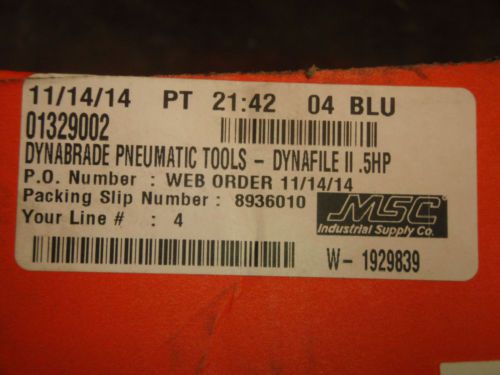 11/14/14 PT 21:42 04 BLU
01329002
DYNABRADE PNEUMATIC TOOLS - DYNAFILE II .5HP
P.O. Number : WEB ORDER 11/14/14
Packing Slip Number : 8936010
Your Line # : 4
MSC
Industrial Supply Co.
W- 1929839